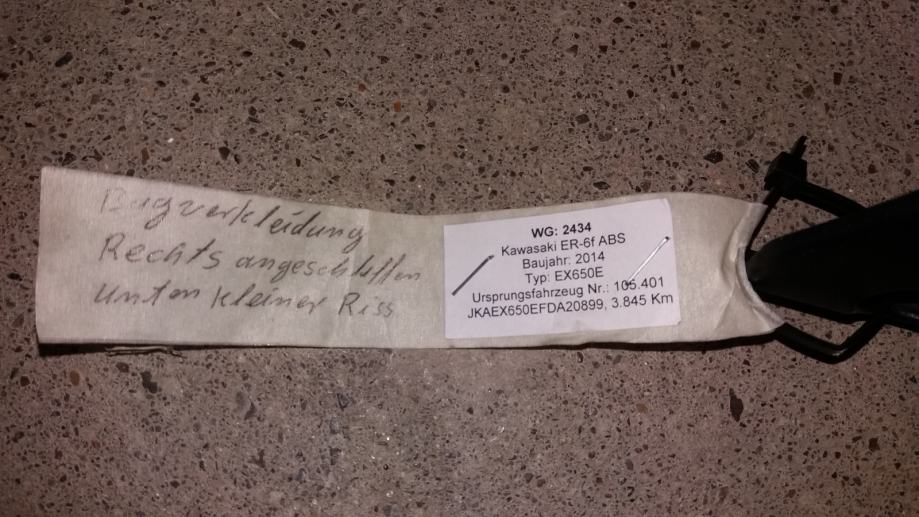 Bugverkleidung
Rechts angeschliffen
unten kleiner Riss
WG: 2434
Kawasaki ER-6f ABS
Baujahr: 2014
Typ: EX650E
Ursprungsfahrzeug Nr.: 105.401
JKAEX650EFDA20899, 3.845 Km